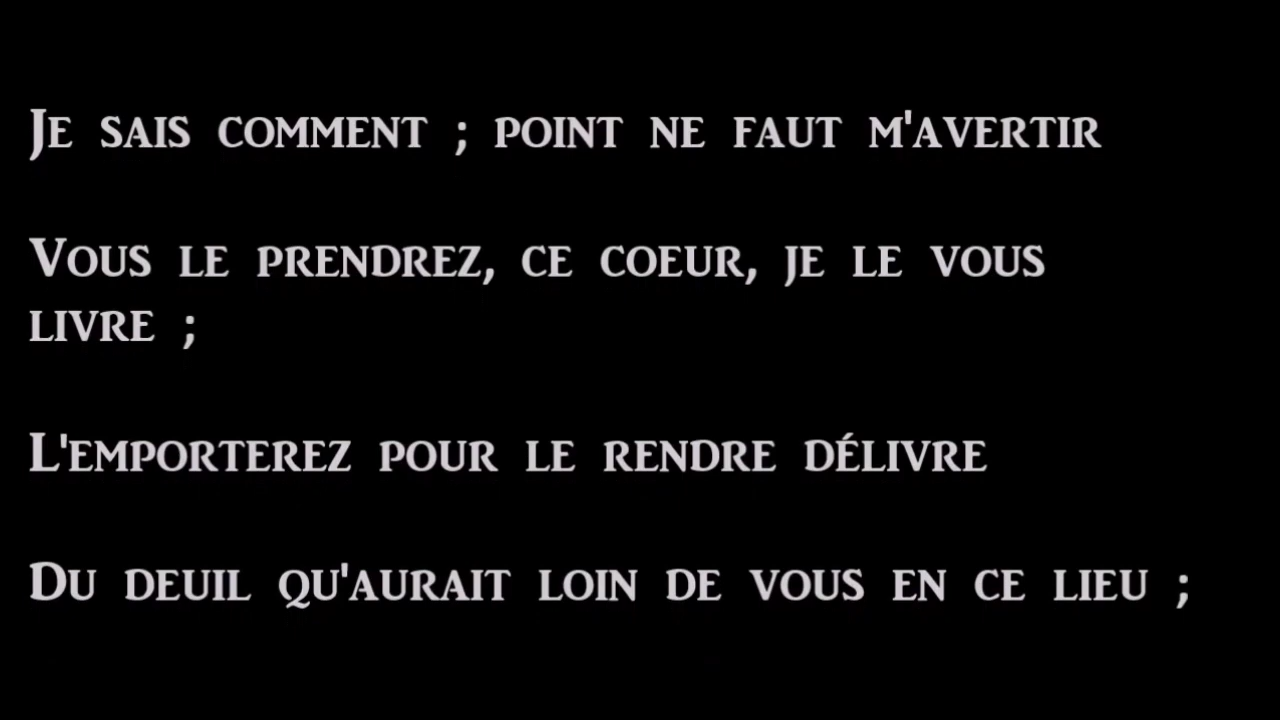 Je sais comment ; point ne faut m'avertir
Vous le prendrez, ce coeur, je le vous
livre ;
L'emporterez pour le rendre délivre
Du deuil qu'aurait loin de vous en ce lieu ;